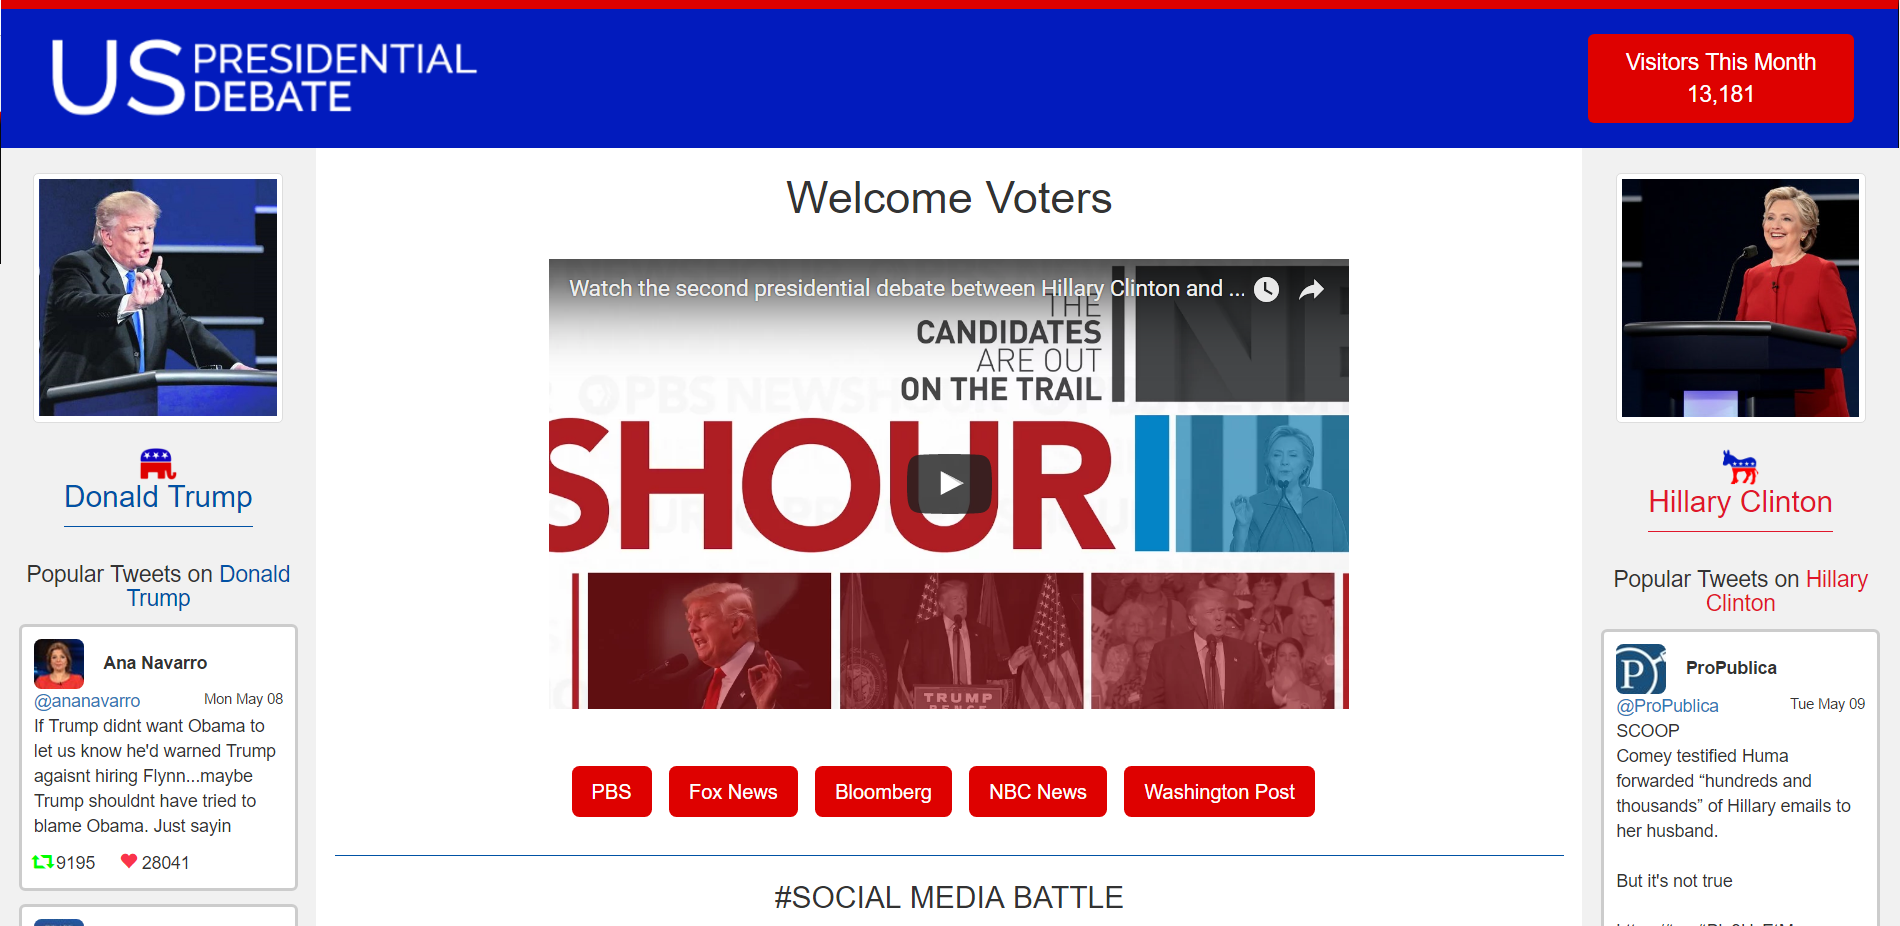 US PRESIDENTIAL
DEBATE
Visitors This Month
13,181
Welcome Voters
Watch the second presidential debate between Hillary Clinton and ...
THE
CANDIDATES
ARE OUT
ON THE TRAIL
PBS NEWSHOUR
SHOUR
TRUMP
PENCE
PBS
Fox News
Bloomberg
NBC News
Washington Post
#SOCIAL MEDIA BATTLE
Donald Trump
Popular Tweets on Donald
Trump
Ana Navarro
@ananavarro
Mon May 08
If Trump didnt want Obama to
let us know he'd warned Trump
agaisnt hiring Flynn...maybe
Trump shouldnt have tried to
blame Obama. Just sayin
9195
28041
Hillary Clinton
Popular Tweets on Hillary
Clinton
ProPublica
@ProPublica
Tue May 09
SCOOP
Comey testified Huma
forwarded “hundreds and
thousands” of Hillary emails to
her husband.
But it's not true